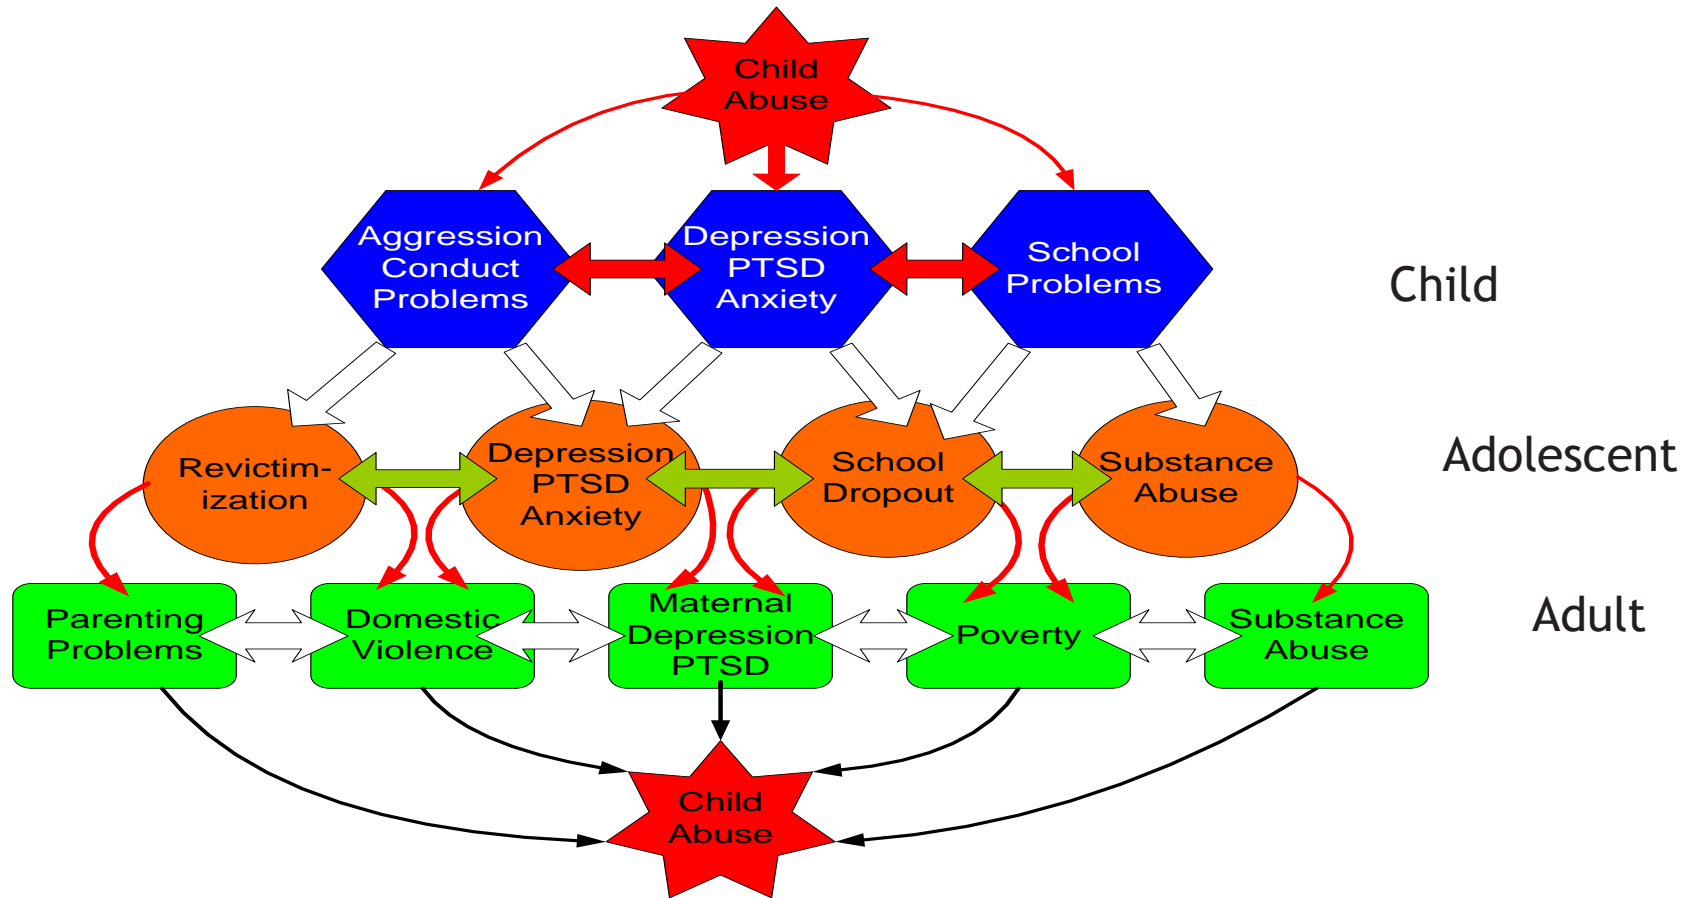 Child
Abuse
Aggression
Conduct
Problems
Depression
PTSD
Anxiety
School
Problems
Child
Revictim-
ization
Depression
PTSD
Anxiety
School
Dropout
Substance
Abuse
Adolescent
Parenting
Problems
Domestic
Violence
Maternal
Depression
PTSD
Poverty
Substance
Abuse
Adult
Child
Abuse